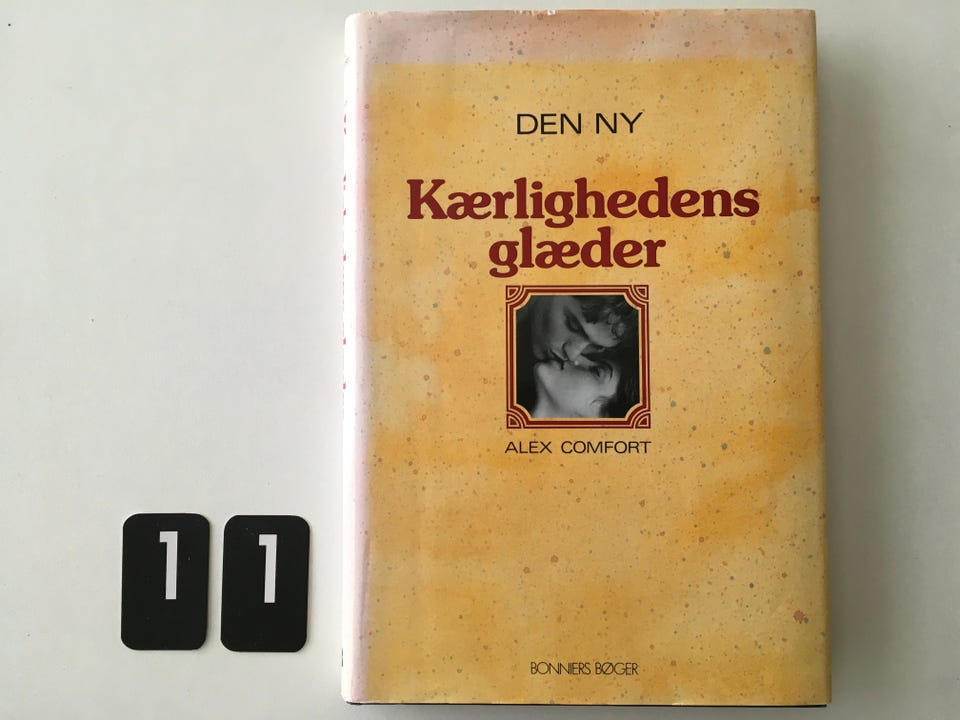 DEN NY
Kærlighedens
glæder
ALEX COMFORT
BONNIERS BØGER
1 1